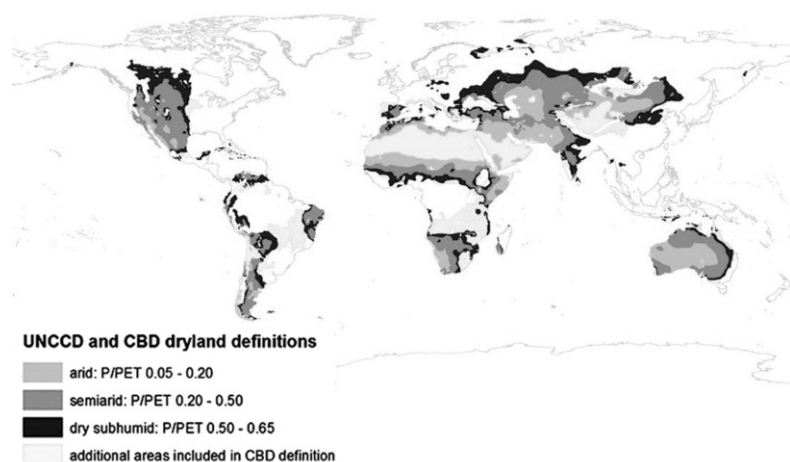 UNCCD and CBD dryland definitions
arid: P/PET 0.05 - 0.20
semiarid: P/PET 0.20 - 0.50
dry subhumid: P/PET 0.50 - 0.65
additional areas included in CBD definition